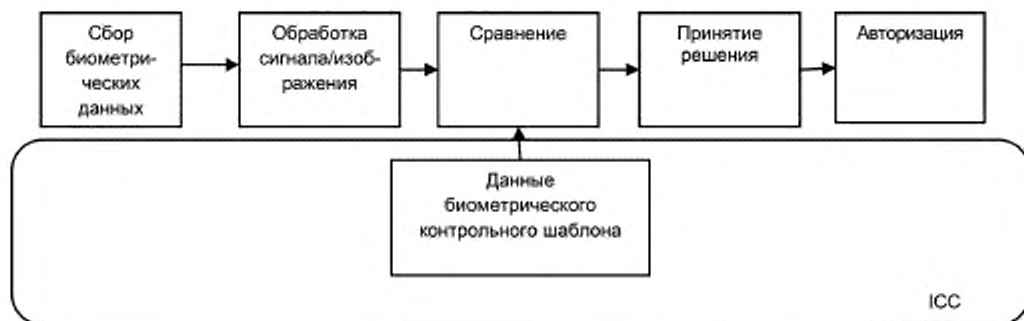 Сбор
биометри-
ческих
данных
Обработка
сигнала/изоб-
ражения
Сравнение
Принятие
решения
Авторизация
Данные
биометрического
контрольного шаблона
ICC